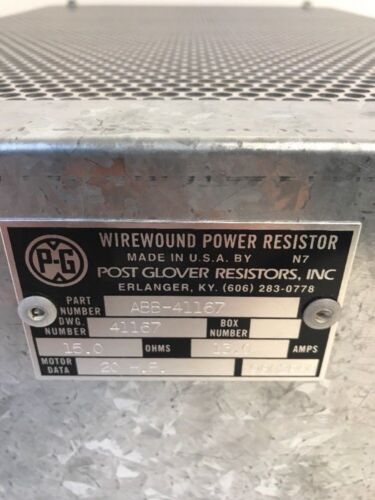 P-G
WIREWOUND POWER RESISTOR
MADE IN U.S.A. BY N7
POST GLOVER RESISTORS, INC
ERLANGER, KY. (606) 283-0778
PART NUMBER ABB-41167
DWG. NUMBER 41167 BOX NUMBER
15.0 OHMS AMPS
MOTOR DATA 20 H.P.